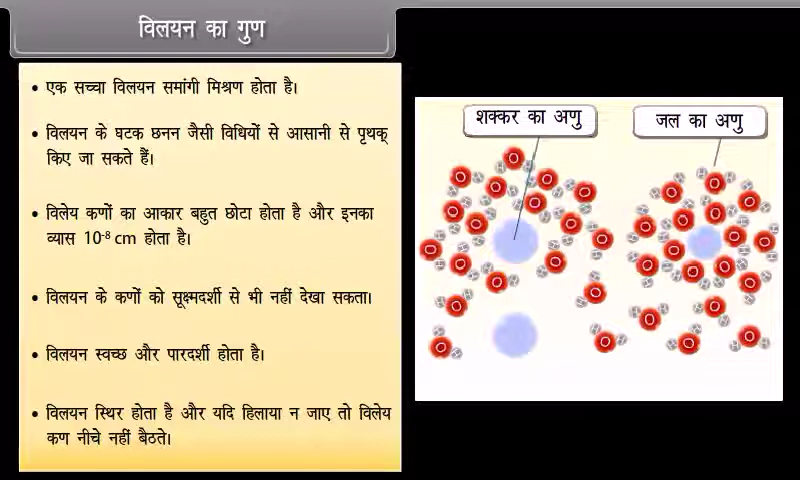 विलयन का गुण
• एक सच्चा विलयन समांगी मिश्रण होता है।
• विलयन के घटक छनन जैसी विधियों से आसानी से पृथक्
किए जा सकते हैं।
• विलेय कणों का आकार बहुत छोटा होता है और इनका
व्यास 10⁻⁸ cm होता है।
• विलयन के कणों को सूक्ष्मदर्शी से भी नहीं देखा सकता।
• विलयन स्वच्छ और पारदर्शी होता है।
• विलयन स्थिर होता है और यदि हिलाया न जाए तो विलेय
कण नीचे नहीं बैठते।
शक्कर का अणु
जल का अणु